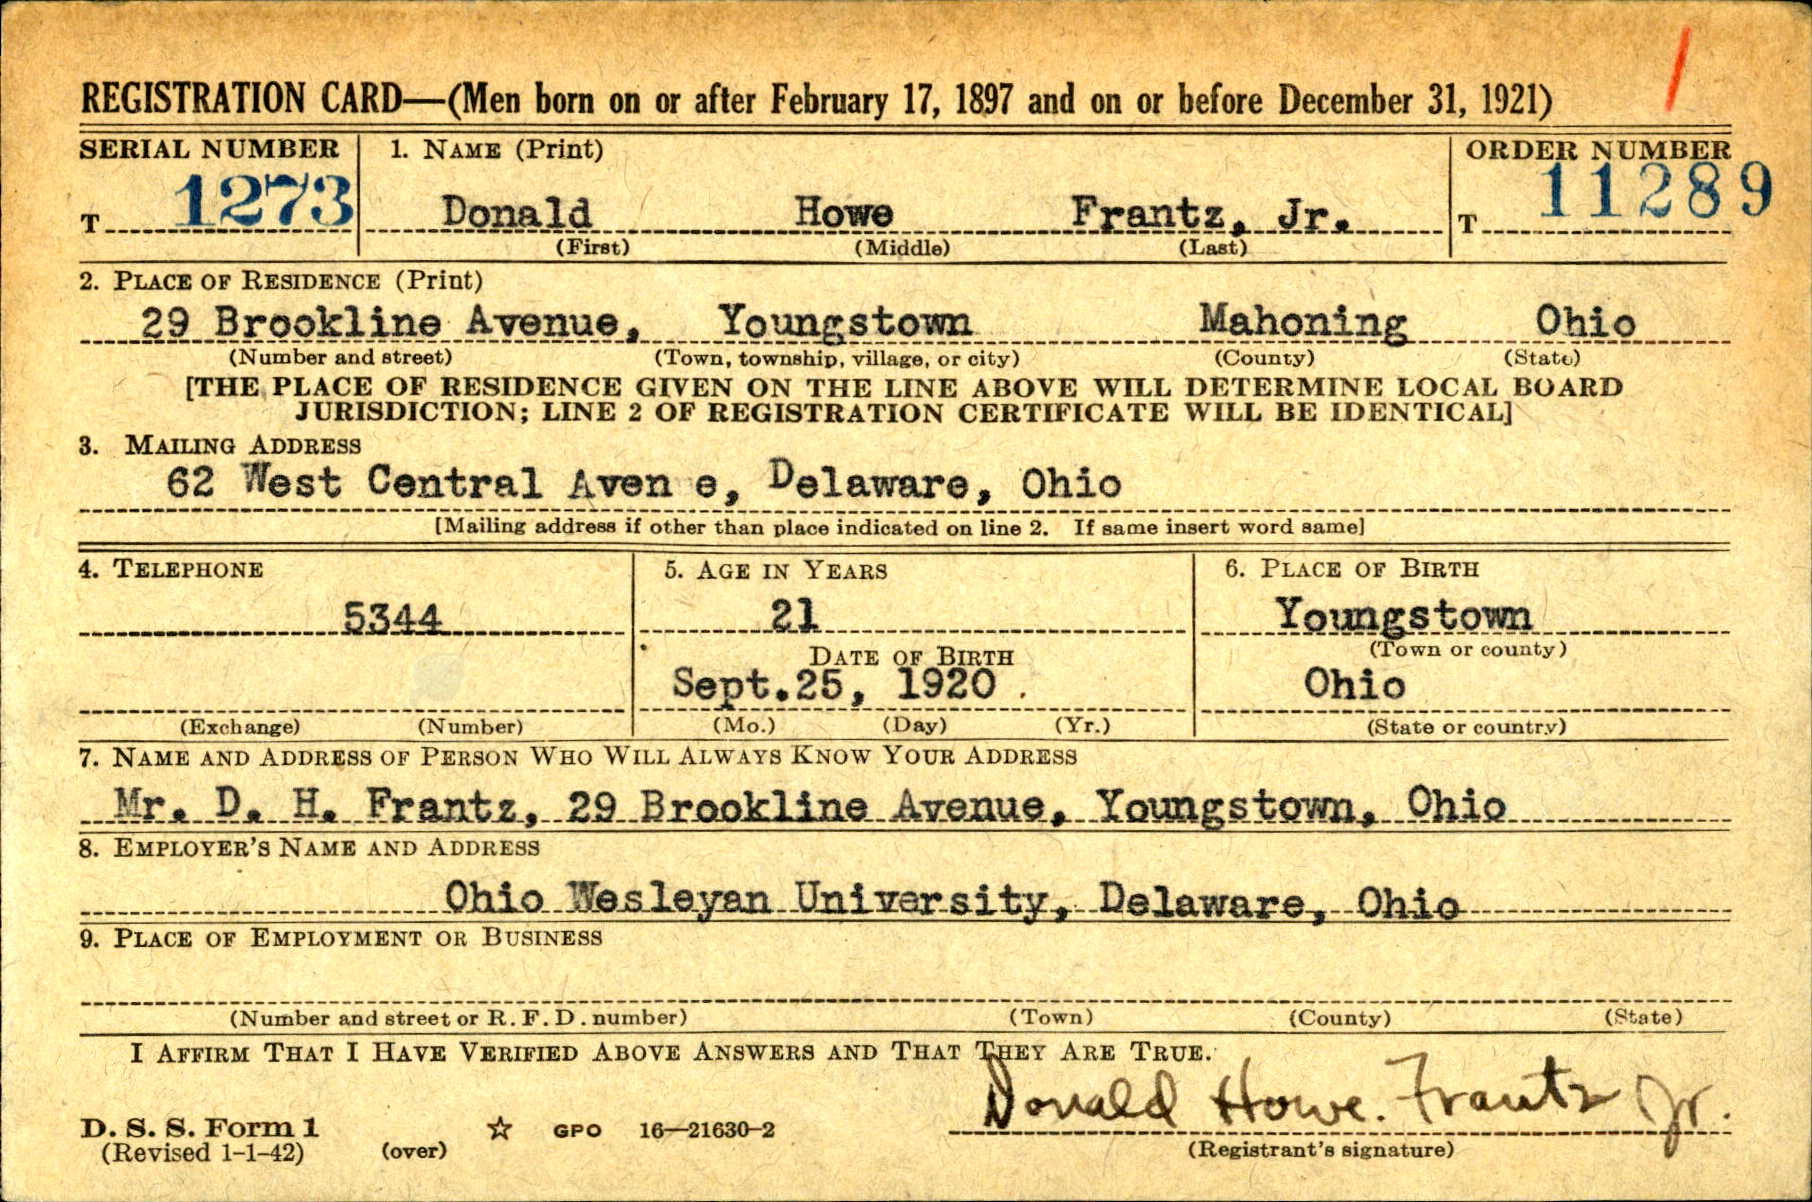 REGISTRATION CARD—(Men born on or after February 17, 1897 and on or before December 31, 1921)
SERIAL NUMBER 1. NAME (Print) ORDER NUMBER
T 1273 Donald Howe Frantz, Jr. T 11289
(First) (Middle) (Last)
2. PLACE OF RESIDENCE (Print)
29 Brookline Avenue, Youngstown Mahoning Ohio
(Number and street) (Town, township, village, or city) (County) (State)
[THE PLACE OF RESIDENCE GIVEN ON THE LINE ABOVE WILL DETERMINE LOCAL BOARD
JURISDICTION; LINE 2 OF REGISTRATION CERTIFICATE WILL BE IDENTICAL]
3. MAILING ADDRESS
62 West Central Aven e, Delaware, Ohio
[Mailing address if other than place indicated on line 2. If same insert word same]
4. TELEPHONE 5. AGE IN YEARS 6. PLACE OF BIRTH
5344 21 Youngstown
DATE OF BIRTH (Town or county)
Sept.25, 1920 . Ohio
(Exchange) (Number) (Mo.) (Day) (Yr.) (State or country)
7. NAME AND ADDRESS OF PERSON WHO WILL ALWAYS KNOW YOUR ADDRESS
Mr. D. H. Frantz, 29 Brookline Avenue, Youngstown, Ohio
8. EMPLOYER'S NAME AND ADDRESS
Ohio Wesleyan University, Delaware, Ohio
9. PLACE OF EMPLOYMENT OR BUSINESS
(Number and street or R. F. D. number) (Town) (County) (State)
I AFFIRM THAT I HAVE VERIFIED ABOVE ANSWERS AND THAT THEY ARE TRUE.
Donald Howe. Frantz Jr.
D. S. S. Form 1 ☆ GPO 16—21630-2
(Revised 1-1-42) (over) (Registrant's signature)